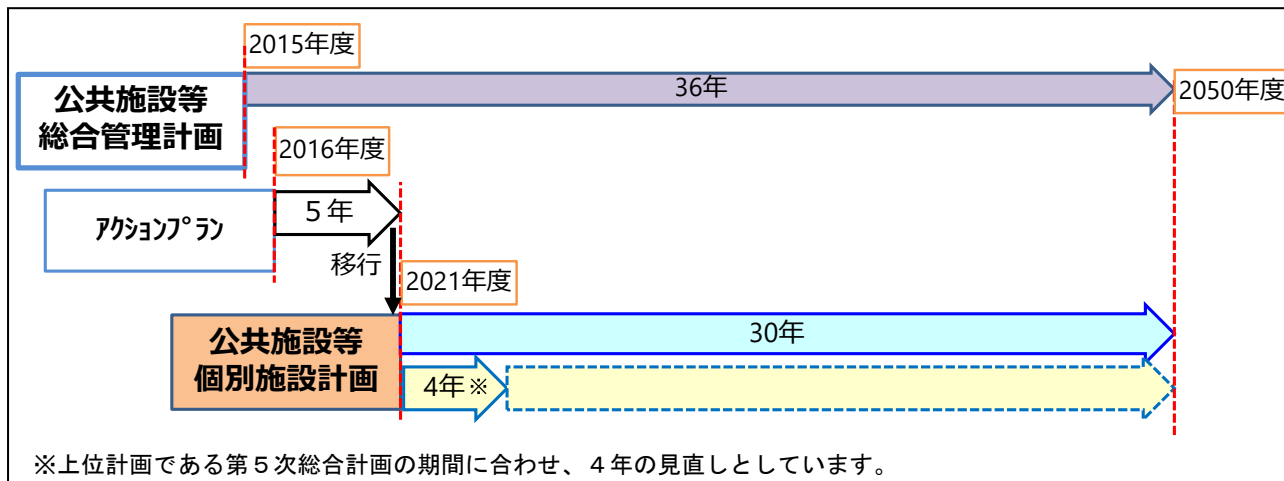 2015年度
36年
2050年度
公共施設等
総合管理計画
2016年度
ｱｸｼｮﾝﾌﾟﾗﾝ
５年
移行
2021年度
公共施設等
個別施設計画
30年
4年※
※上位計画である第５次総合計画の期間に合わせ、４年の見直しとしています。